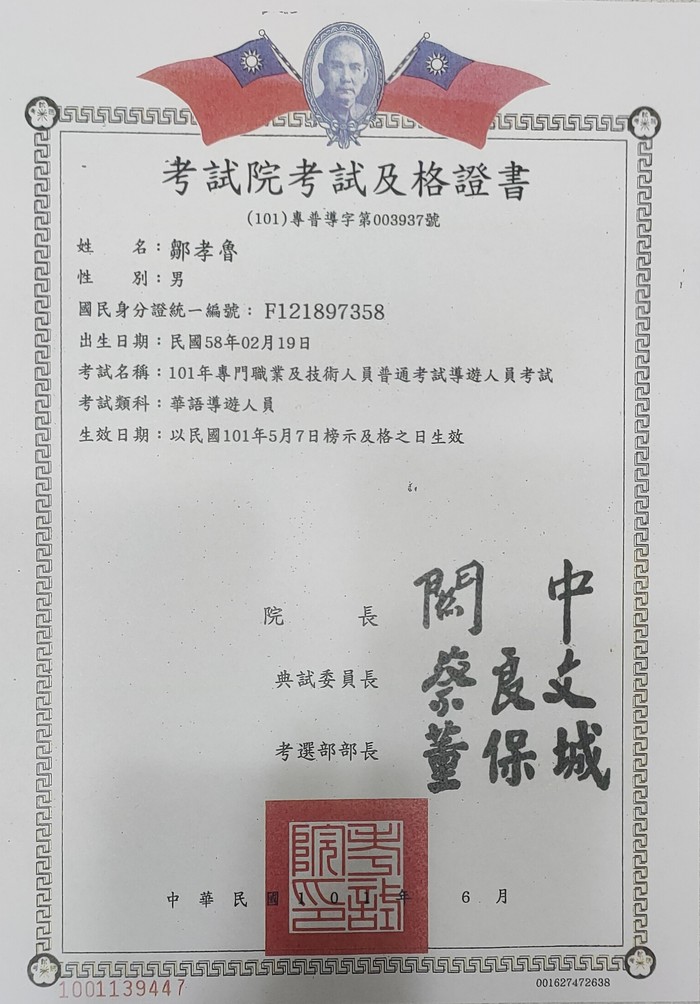 考試院考試及格證書
(101)專普導字第003937號
姓　　名：鄒孝魯
性　　別：男
國民身分證統一編號：F121897358
出生日期：民國58年02月19日
考試名稱：101年專門職業及技術人員普通考試導遊人員考試
考試類科：華語導遊人員
生效日期：以民國101年5月7日榜示及格之日生效
院　　長　關　中
典試委員長　蔡良文
考選部部長　董保城
考試院印
中華民國101年　6　月
1001139447
001627472638